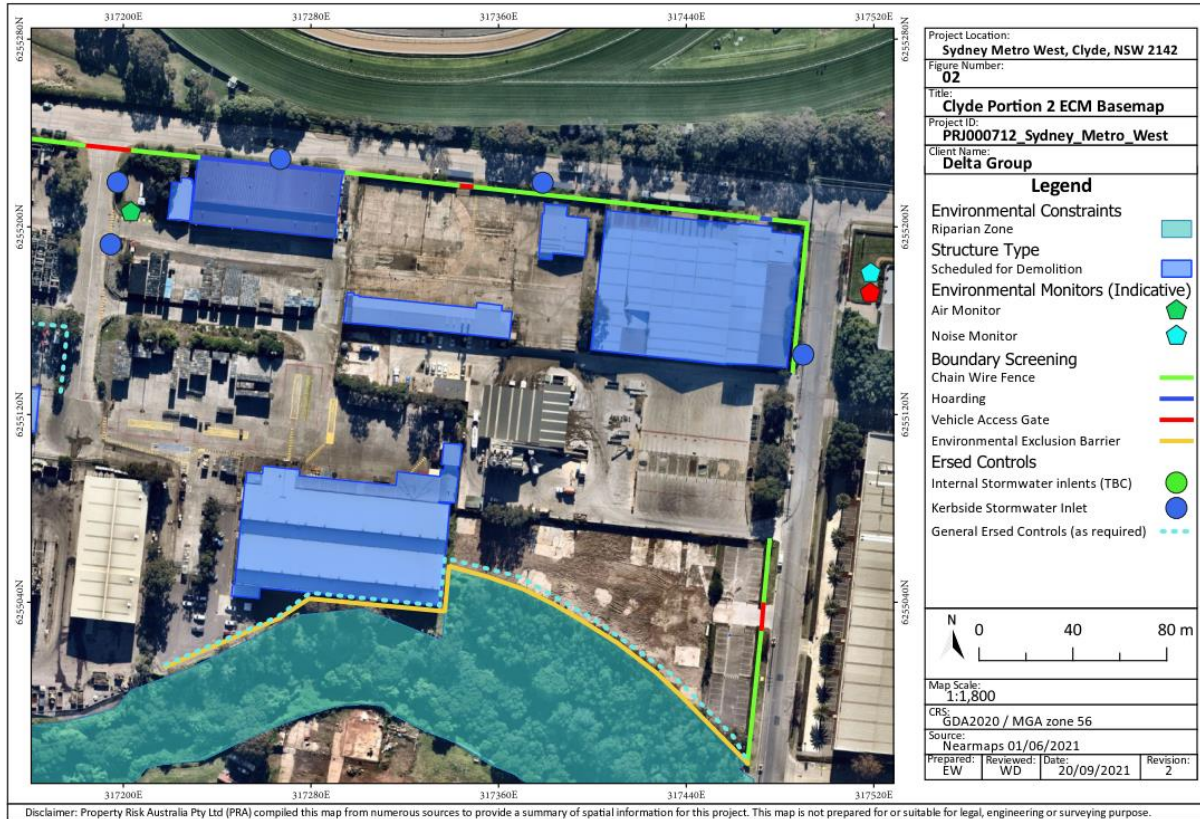 317200E 317280E 317360E 317440E 317520E
6255280N 6255280N
6255200N 6255200N
6255120N 6255120N
6255040N 6255040N
317200E 317280E 317360E 317440E 317520E
Project Location:
Sydney Metro West, Clyde, NSW 2142
Figure Number:
02
Title:
Clyde Portion 2 ECM Basemap
Project ID:
PRJ000712_Sydney_Metro_West
Client Name:
Delta Group
Legend
Environmental Constraints
Riparian Zone
Structure Type
Scheduled for Demolition
Environmental Monitors (Indicative)
Air Monitor
Noise Monitor
Boundary Screening
Chain Wire Fence
Hoarding
Vehicle Access Gate
Environmental Exclusion Barrier
Ersed Controls
Internal Stormwater inlents (TBC)
Kerbside Stormwater Inlet
General Ersed Controls (as required)
N
0 40 80 m
Map Scale:
1:1,800
CRS:
GDA2020 / MGA zone 56
Source:
Nearmaps 01/06/2021
Prepared: Reviewed: Date: Revision:
EW WD 20/09/2021 2
Disclaimer: Property Risk Australia Pty Ltd (PRA) compiled this map from numerous sources to provide a summary of spatial information for this project. This map is not prepared for or suitable for legal, engineering or surveying purpose.